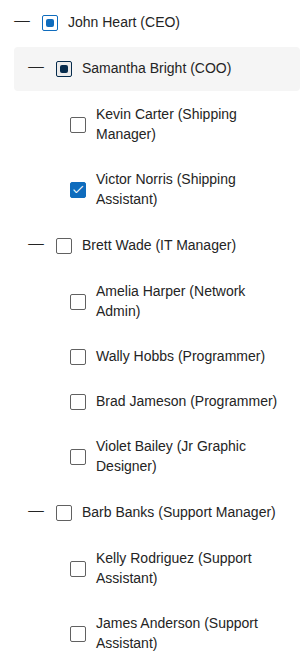 John Heart (CEO)
Samantha Bright (COO)
Kevin Carter (Shipping
Manager)
Victor Norris (Shipping
Assistant)
Brett Wade (IT Manager)
Amelia Harper (Network
Admin)
Wally Hobbs (Programmer)
Brad Jameson (Programmer)
Violet Bailey (Jr Graphic
Designer)
Barb Banks (Support Manager)
Kelly Rodriguez (Support
Assistant)
James Anderson (Support
Assistant)